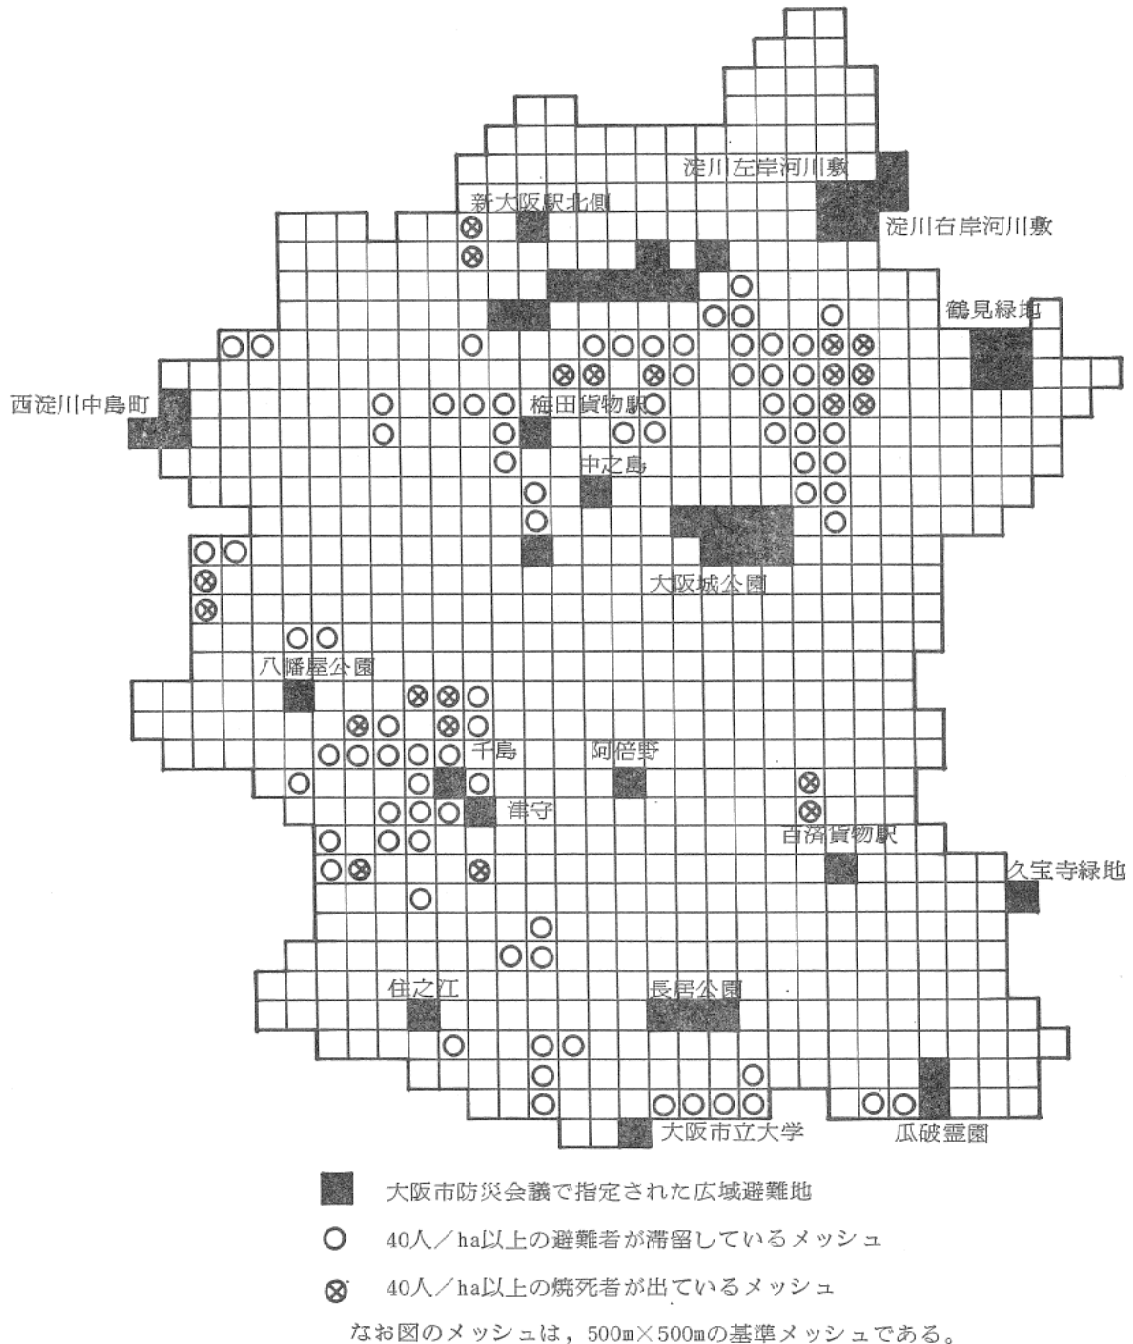 淀川左岸河川敷
新大阪駅北側
淀川右岸河川敷
鶴見緑地
西淀川中島町
梅田貨物駅
中之島
大阪城公園
八幡屋公園
千島
阿倍野
津守
百済貨物駅
久宝寺緑地
住之江
長居公園
大阪市立大学
瓜破霊園
大阪市防災会議で指定された広域避難地
40人／ha以上の避難者が滞留しているメッシュ
40人／ha以上の焼死者が出ているメッシュ
なお図のメッシュは，500m×500mの基準メッシュである。